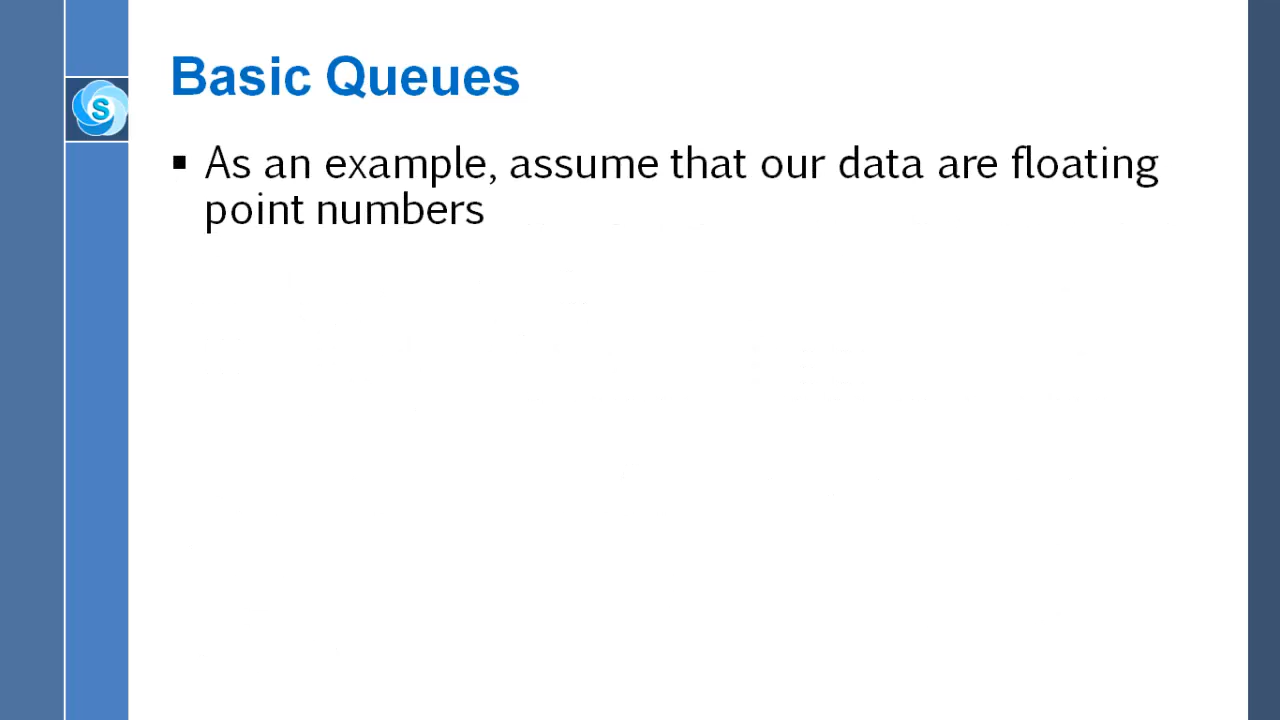 Basic Queues
S
▪ As an example, assume that our data are floating
point numbers